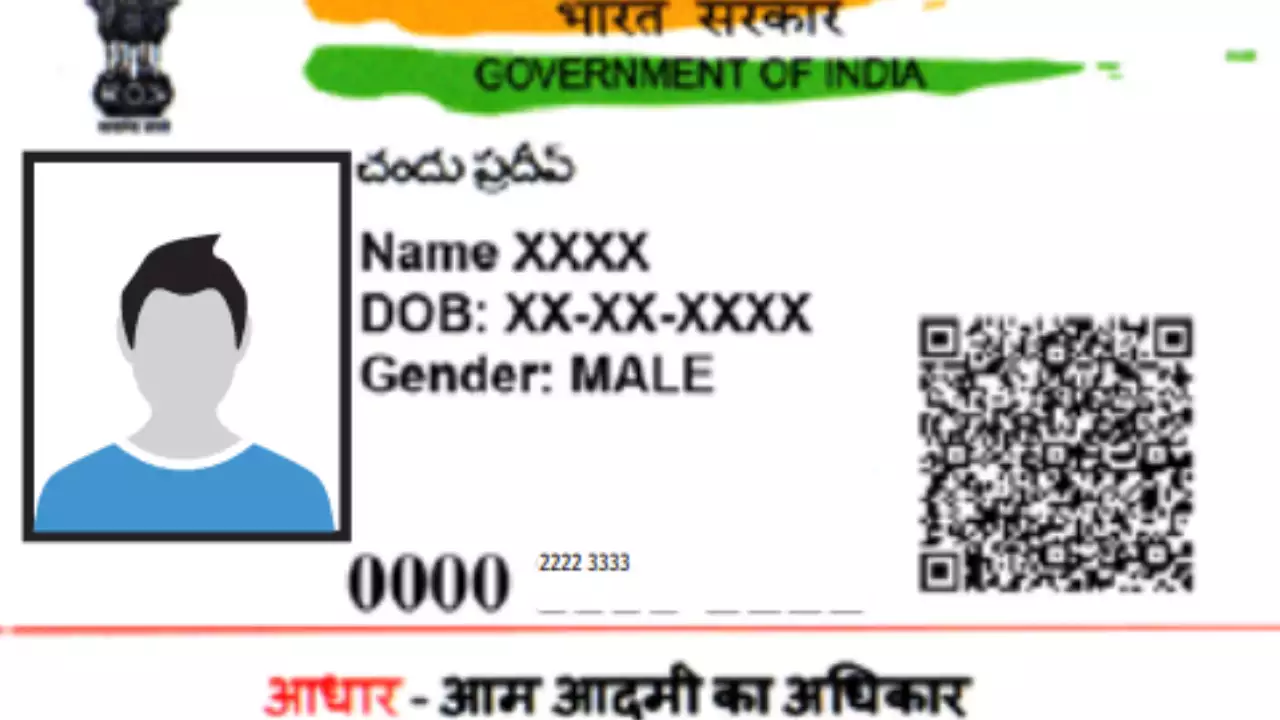 भारत सरकार
GOVERNMENT OF INDIA
చందు ప్రదీప్
Name XXXX
DOB: XX-XX-XXXX
Gender: MALE
0000 2222 3333
आधार - आम आदमी का अधिकार